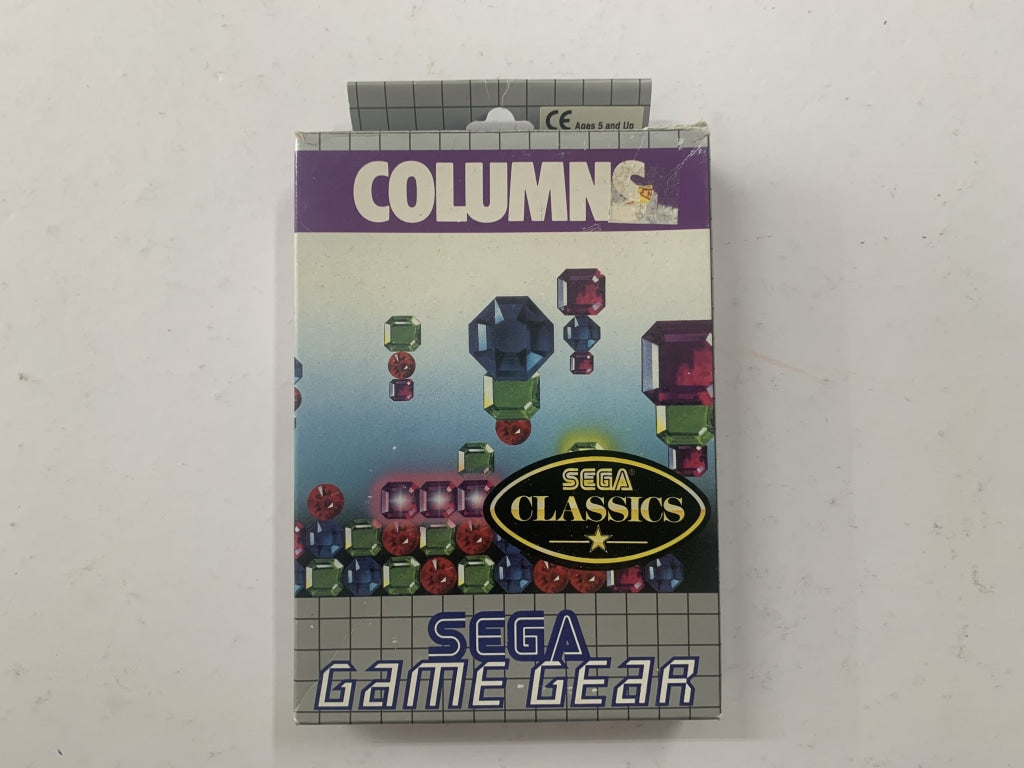 CE Ages 5 and Up
COLUMNS
SEGA®
CLASSICS
SEGA
GAME GEAR